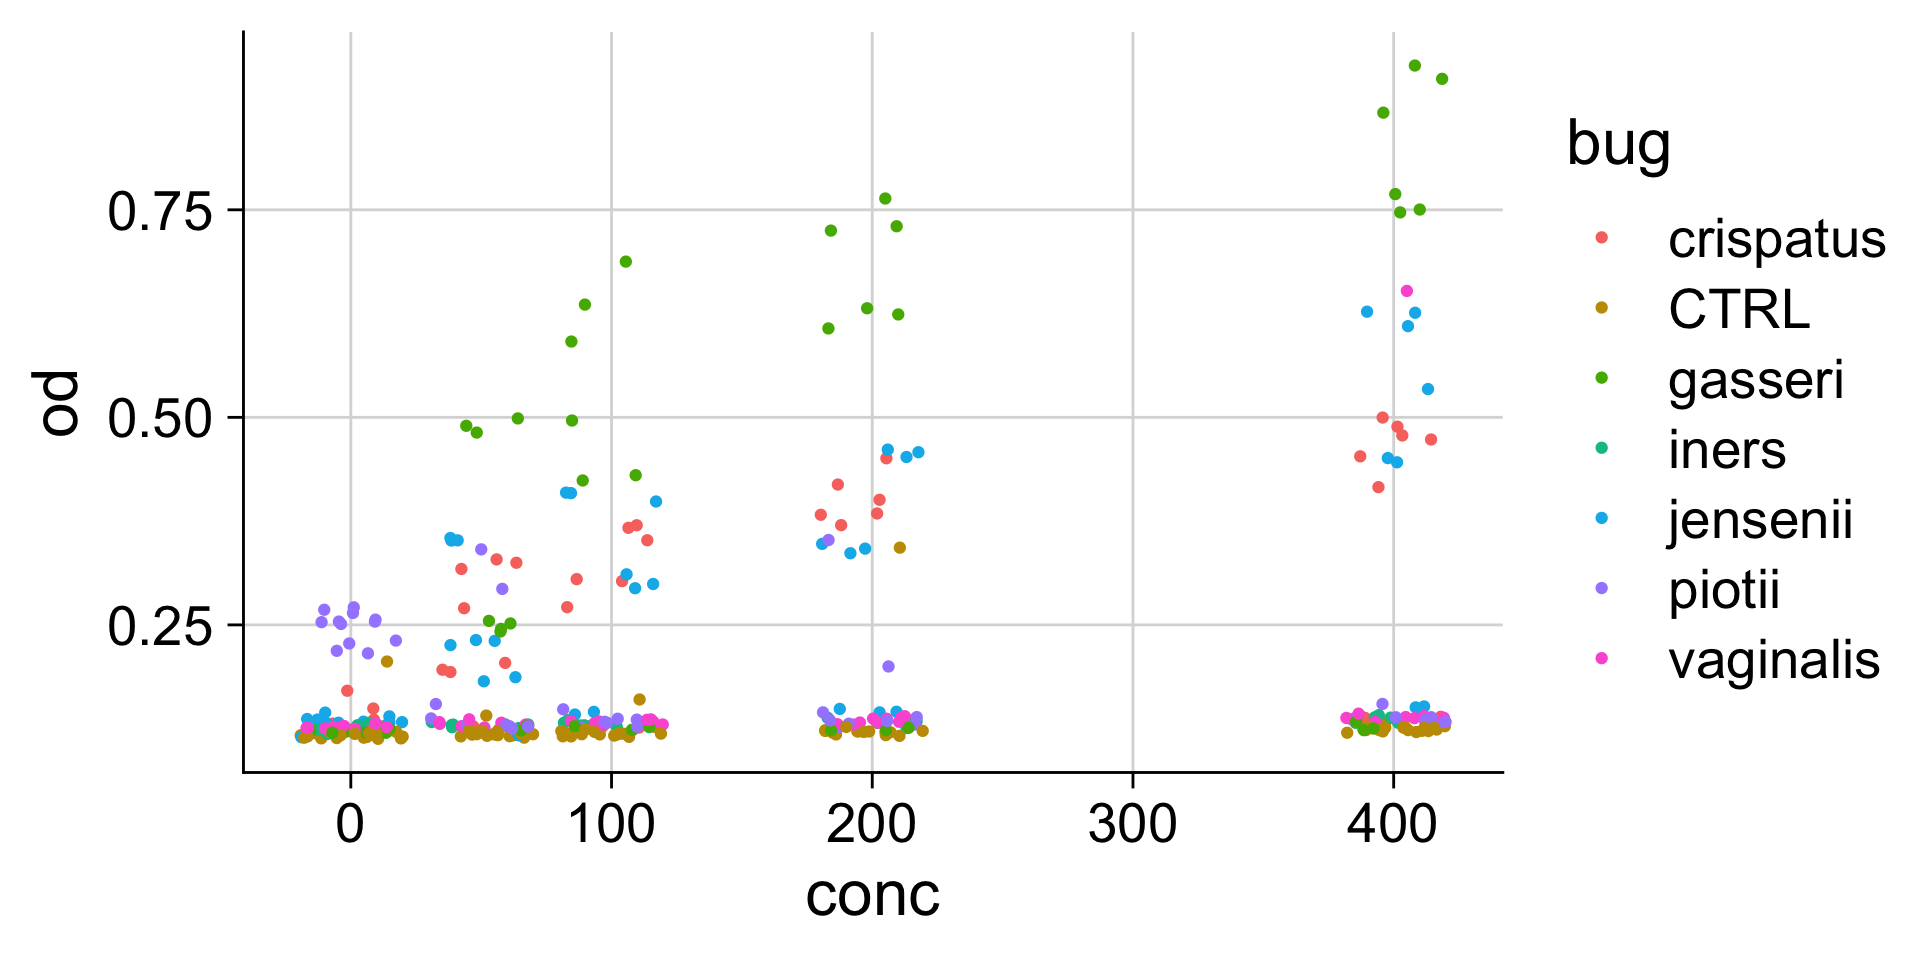 od
0.75
0.50
0.25
0 100 200 300 400
conc
bug
crispatus
CTRL
gasseri
iners
jensenii
piotii
vaginalis